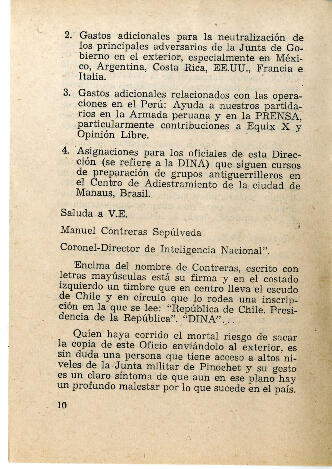 2. Gastos adicionales para la neutralización de
los principales adversarios de la Junta de Go-
bierno en el exterior, especialmente en Méxi-
co, Argentina, Costa Rica, EE.UU., Francia e
Italia.
3. Gastos adicionales relacionados con las opera-
ciones en el Perú: Ayuda a nuestros partida-
rios en la Armada peruana y en la PRENSA,
particularmente contribuciones a Equix X y
Opinión Libre.
4. Asignaciones para los oficiales de esta Direc-
ción (se refiere a la DINA) que siguen cursos
de preparación de grupos antiguerrilleros en
el Centro de Adiestramiento de la ciudad de
Manaus, Brasil.
Saluda a V.E.
Manuel Contreras Sepúlveda
Coronel-Director de Inteligencia Nacional".
Encima del nombre de Contreras, escrito con
letras mayúsculas está su firma y en el costado
izquierdo un timbre que en centro lleva el escudo
de Chile y en círculo que lo rodea una inscrip-
ción en la que se lee: "República de Chile. Presi-
dencia de la República". "DINA"....
Quien haya corrido el mortal riesgo de sacar
la copia de este Oficio enviándolo al exterior, es
sin duda una persona que tiene acceso a altos ni-
veles de la Junta militar de Pinochet y su gesto
es un claro síntoma de que aun en ese plano hay
un profundo malestar por lo que sucede en el país.
10